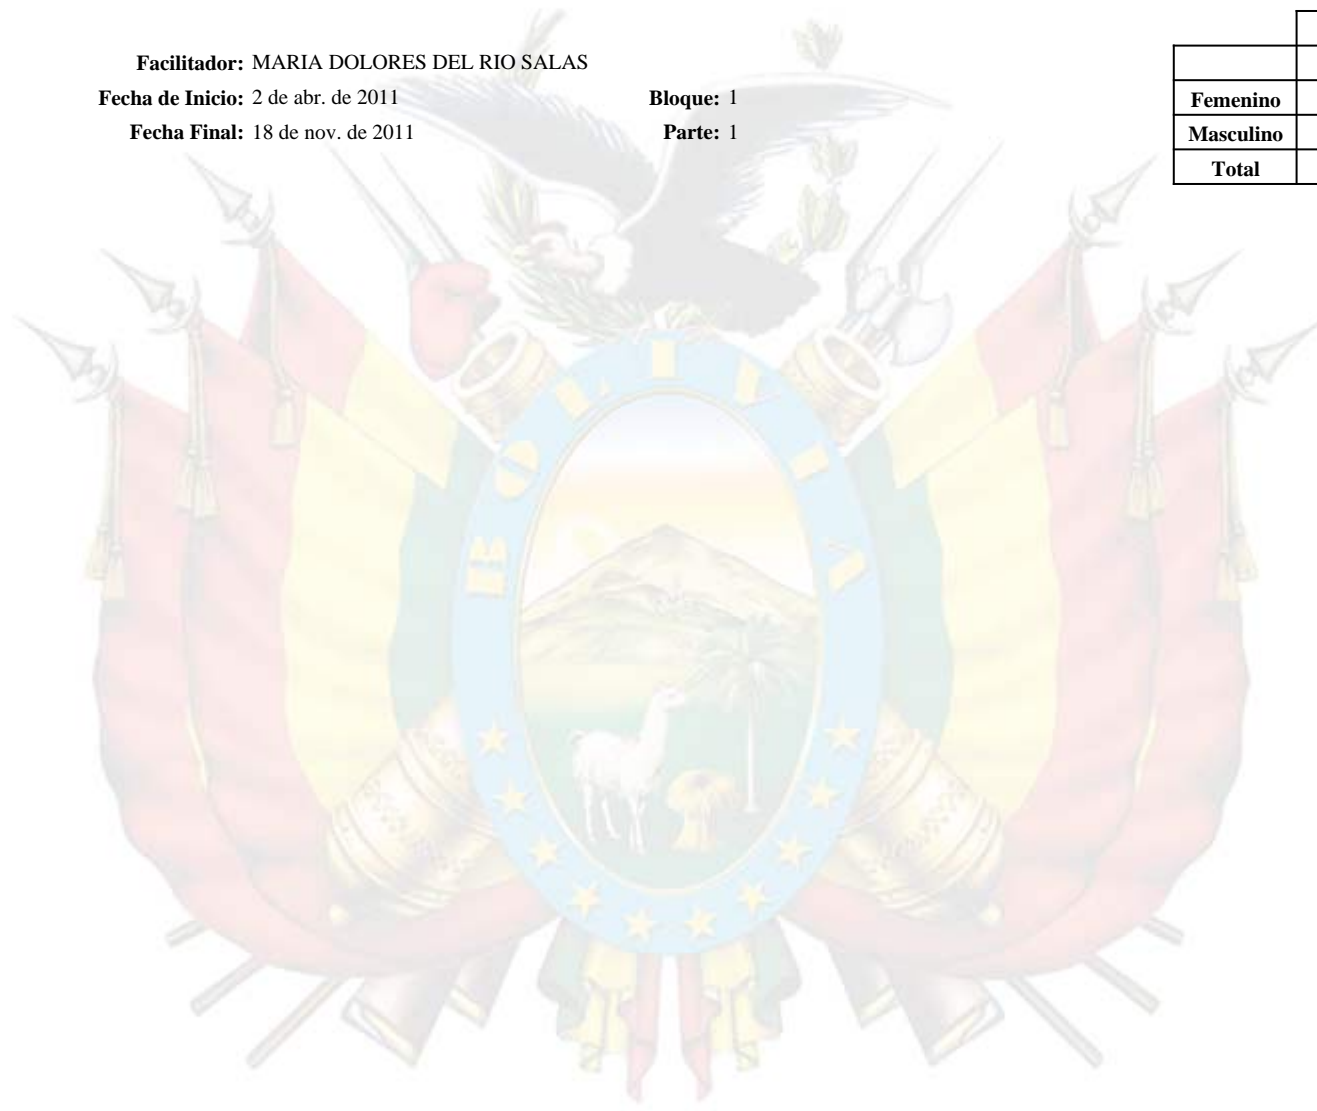 Facilitador: MARIA DOLORES DEL RIO SALAS
Fecha de Inicio: 2 de abr. de 2011 Bloque: 1
Fecha Final: 18 de nov. de 2011 Parte: 1
Femenino
Masculino
Total
BOLIVIA